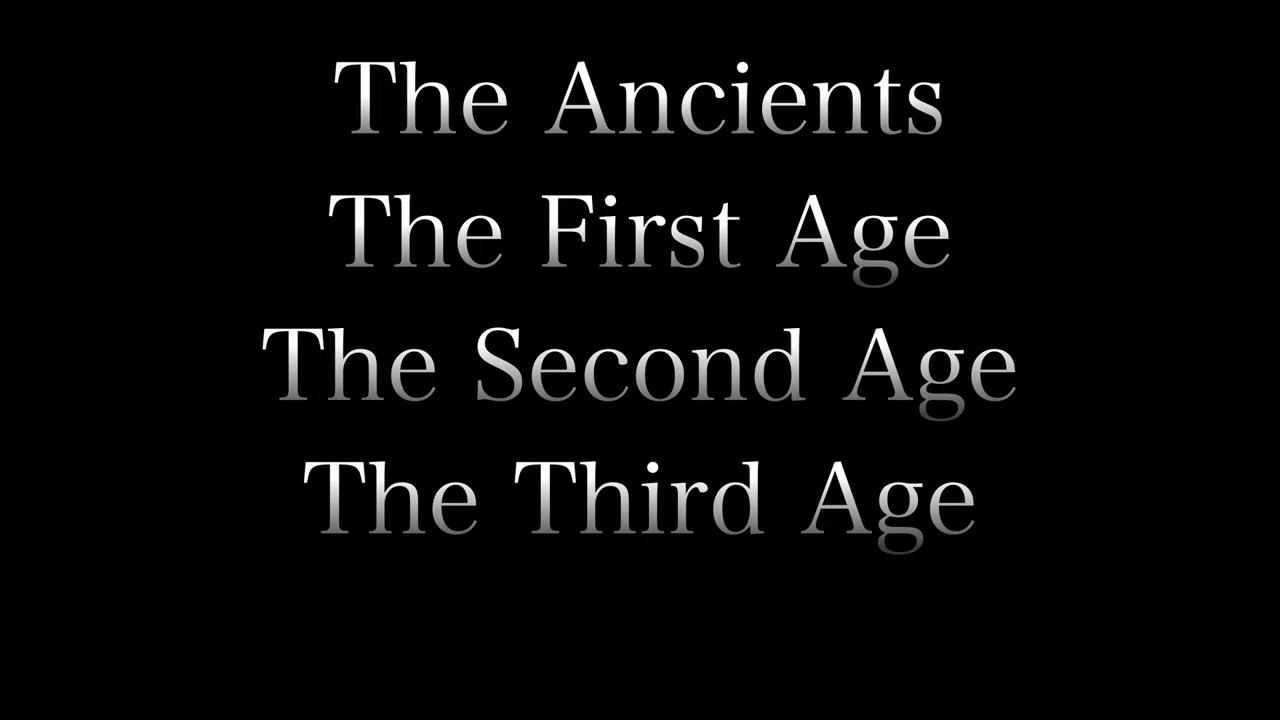 The Ancients
The First Age
The Second Age
The Third Age